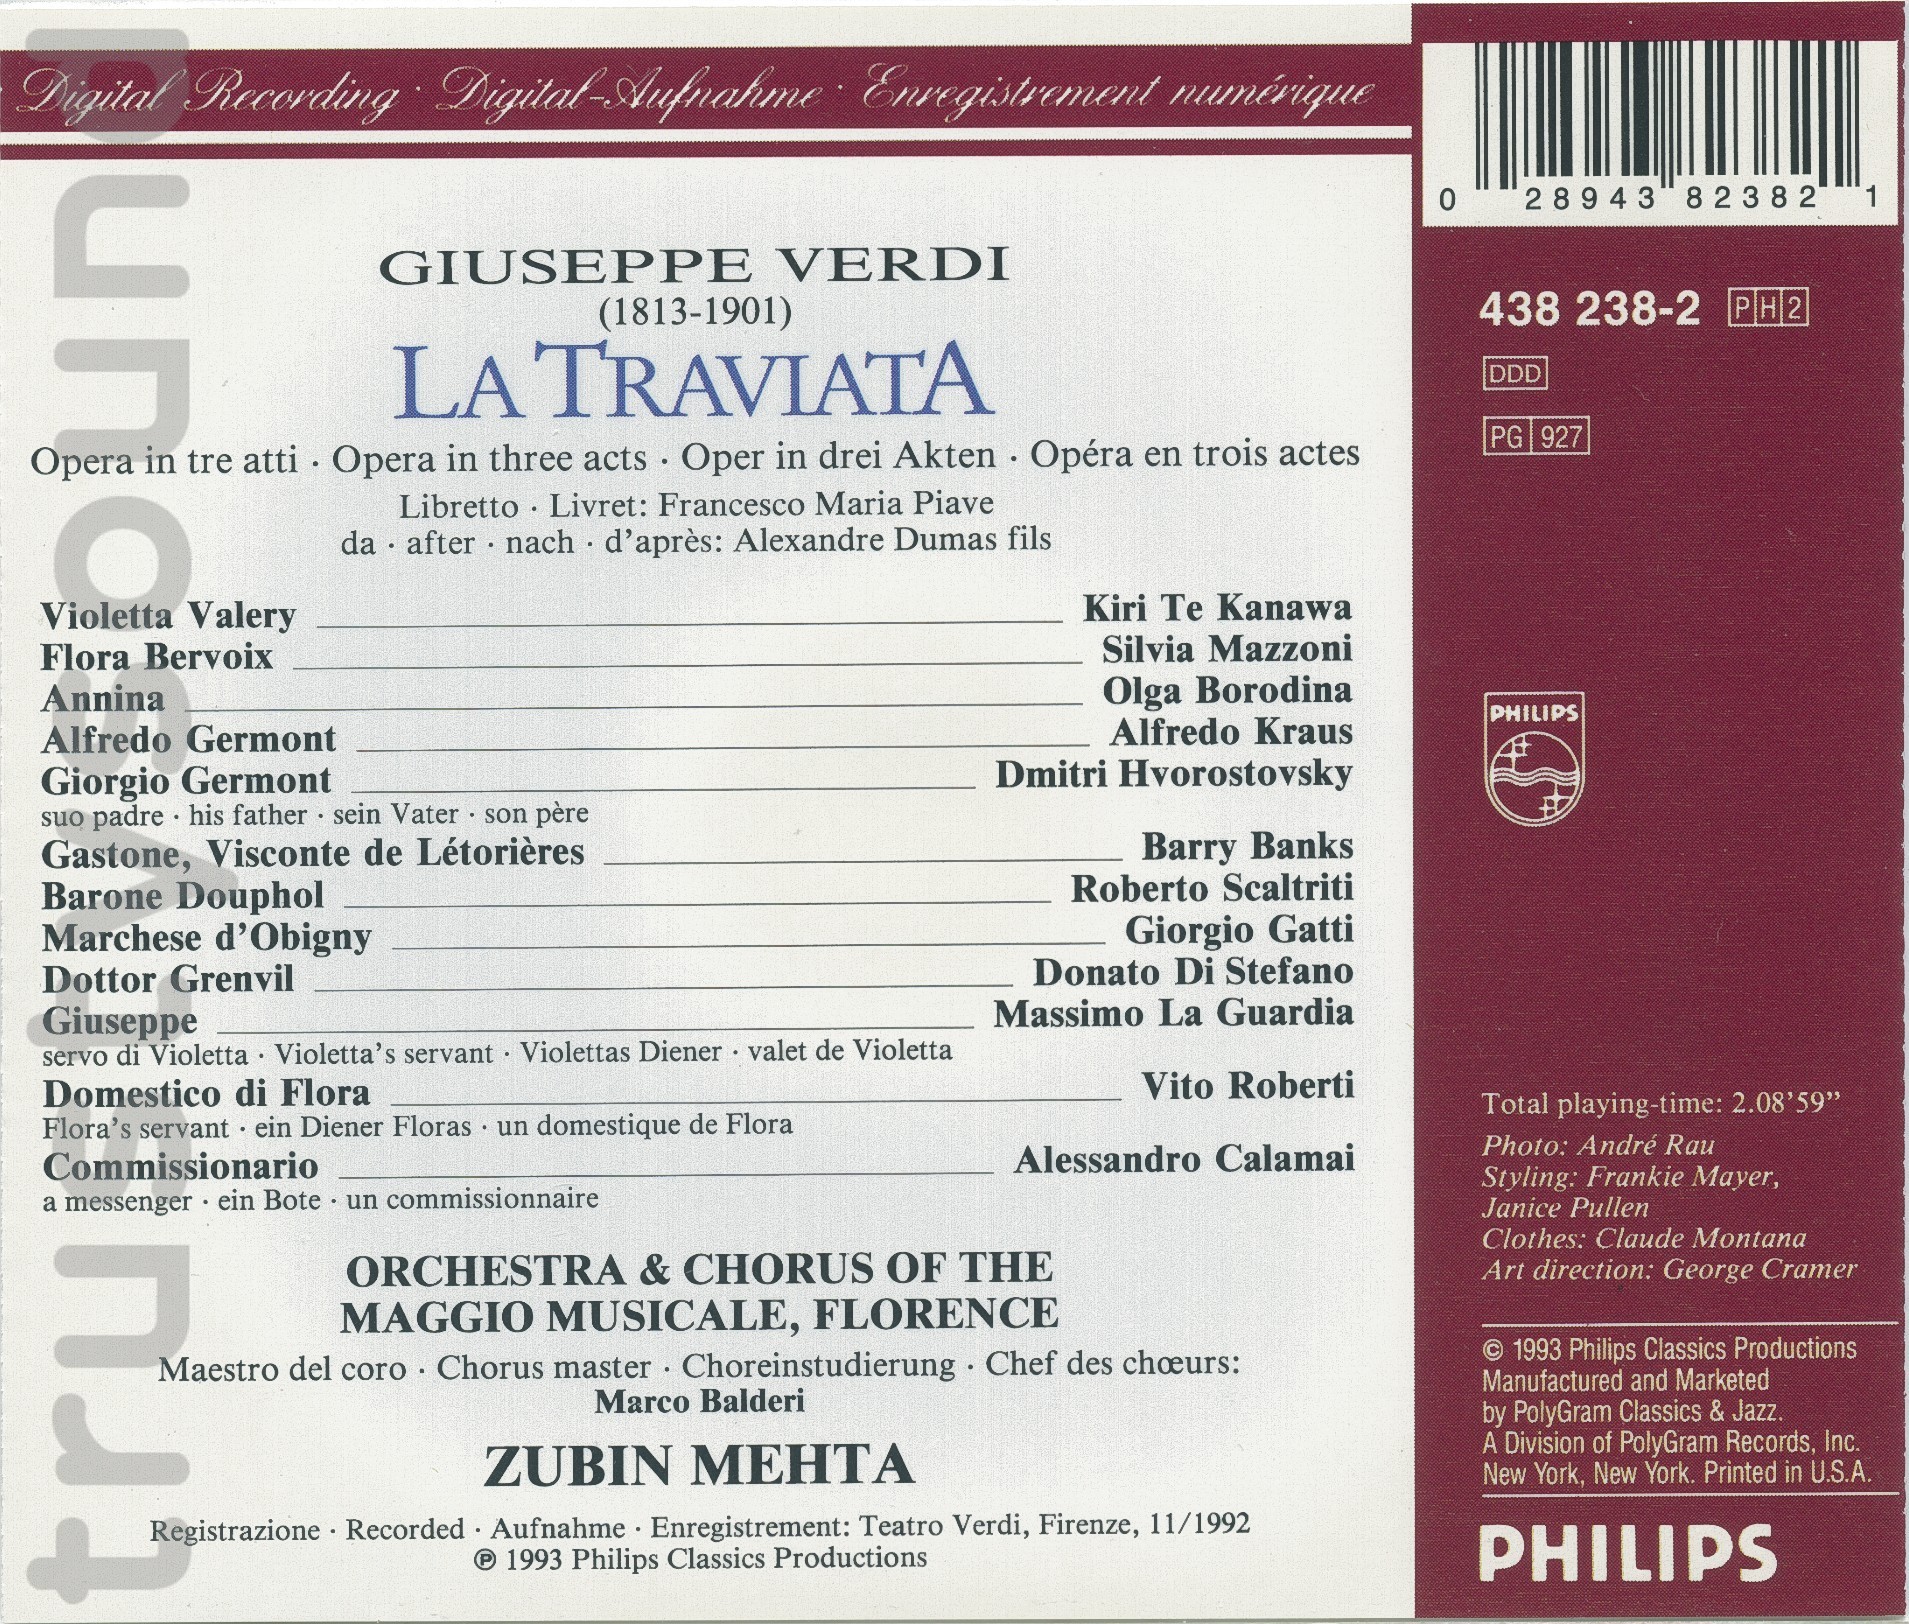 Digital Recording · Digital-Aufnahme · Enregistrement numérique
GIUSEPPE VERDI
(1813-1901)
LA TRAVIATA
Opera in tre atti · Opera in three acts · Oper in drei Akten · Opéra en trois actes
Libretto · Livret: Francesco Maria Piave
da · after · nach · d'après: Alexandre Dumas fils
Violetta Valery Kiri Te Kanawa
Flora Bervoix Silvia Mazzoni
Annina Olga Borodina
Alfredo Germont Alfredo Kraus
Giorgio Germont Dmitri Hvorostovsky
suo padre · his father · sein Vater · son père
Gastone, Visconte de Létorières Barry Banks
Barone Douphol Roberto Scaltriti
Marchese d'Obigny Giorgio Gatti
Dottor Grenvil Donato Di Stefano
Giuseppe Massimo La Guardia
servo di Violetta · Violetta's servant · Violettas Diener · valet de Violetta
Domestico di Flora Vito Roberti
Flora's servant · ein Diener Floras · un domestique de Flora
Commissionario Alessandro Calamai
a messenger · ein Bote · un commissionnaire
ORCHESTRA & CHORUS OF THE
MAGGIO MUSICALE, FLORENCE
Maestro del coro · Chorus master · Choreinstudierung · Chef des chœurs:
Marco Balderi
ZUBIN MEHTA
Registrazione · Recorded · Aufnahme · Enregistrement: Teatro Verdi, Firenze, 11/1992
℗ 1993 Philips Classics Productions
0 28943 82382 1
438 238-2 PH2
DDD
PG 927
PHILIPS
Total playing-time: 2.08'59"
Photo: André Rau
Styling: Frankie Mayer,
Janice Pullen
Clothes: Claude Montana
Art direction: George Cramer
© 1993 Philips Classics Productions
Manufactured and Marketed
by PolyGram Classics & Jazz.
A Division of PolyGram Records, Inc.
New York, New York. Printed in U.S.A.
PHILIPS
trustysound